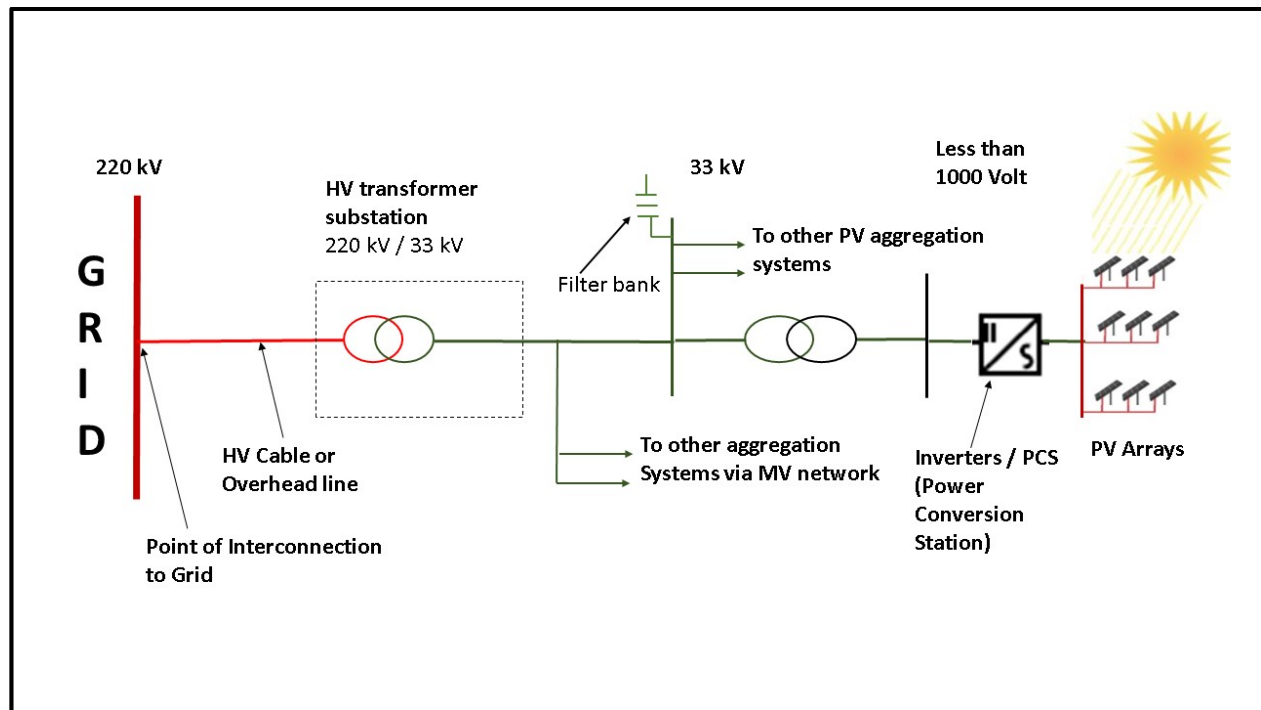 220 kV
HV transformer
substation
220 kV / 33 kV
33 kV
Less than
1000 Volt
G
R
I
D
Filter bank
To other PV aggregation
systems
HV Cable or
Overhead line
To other aggregation
Systems via MV network
Inverters / PCS
(Power
Conversion
Station)
PV Arrays
Point of Interconnection
to Grid